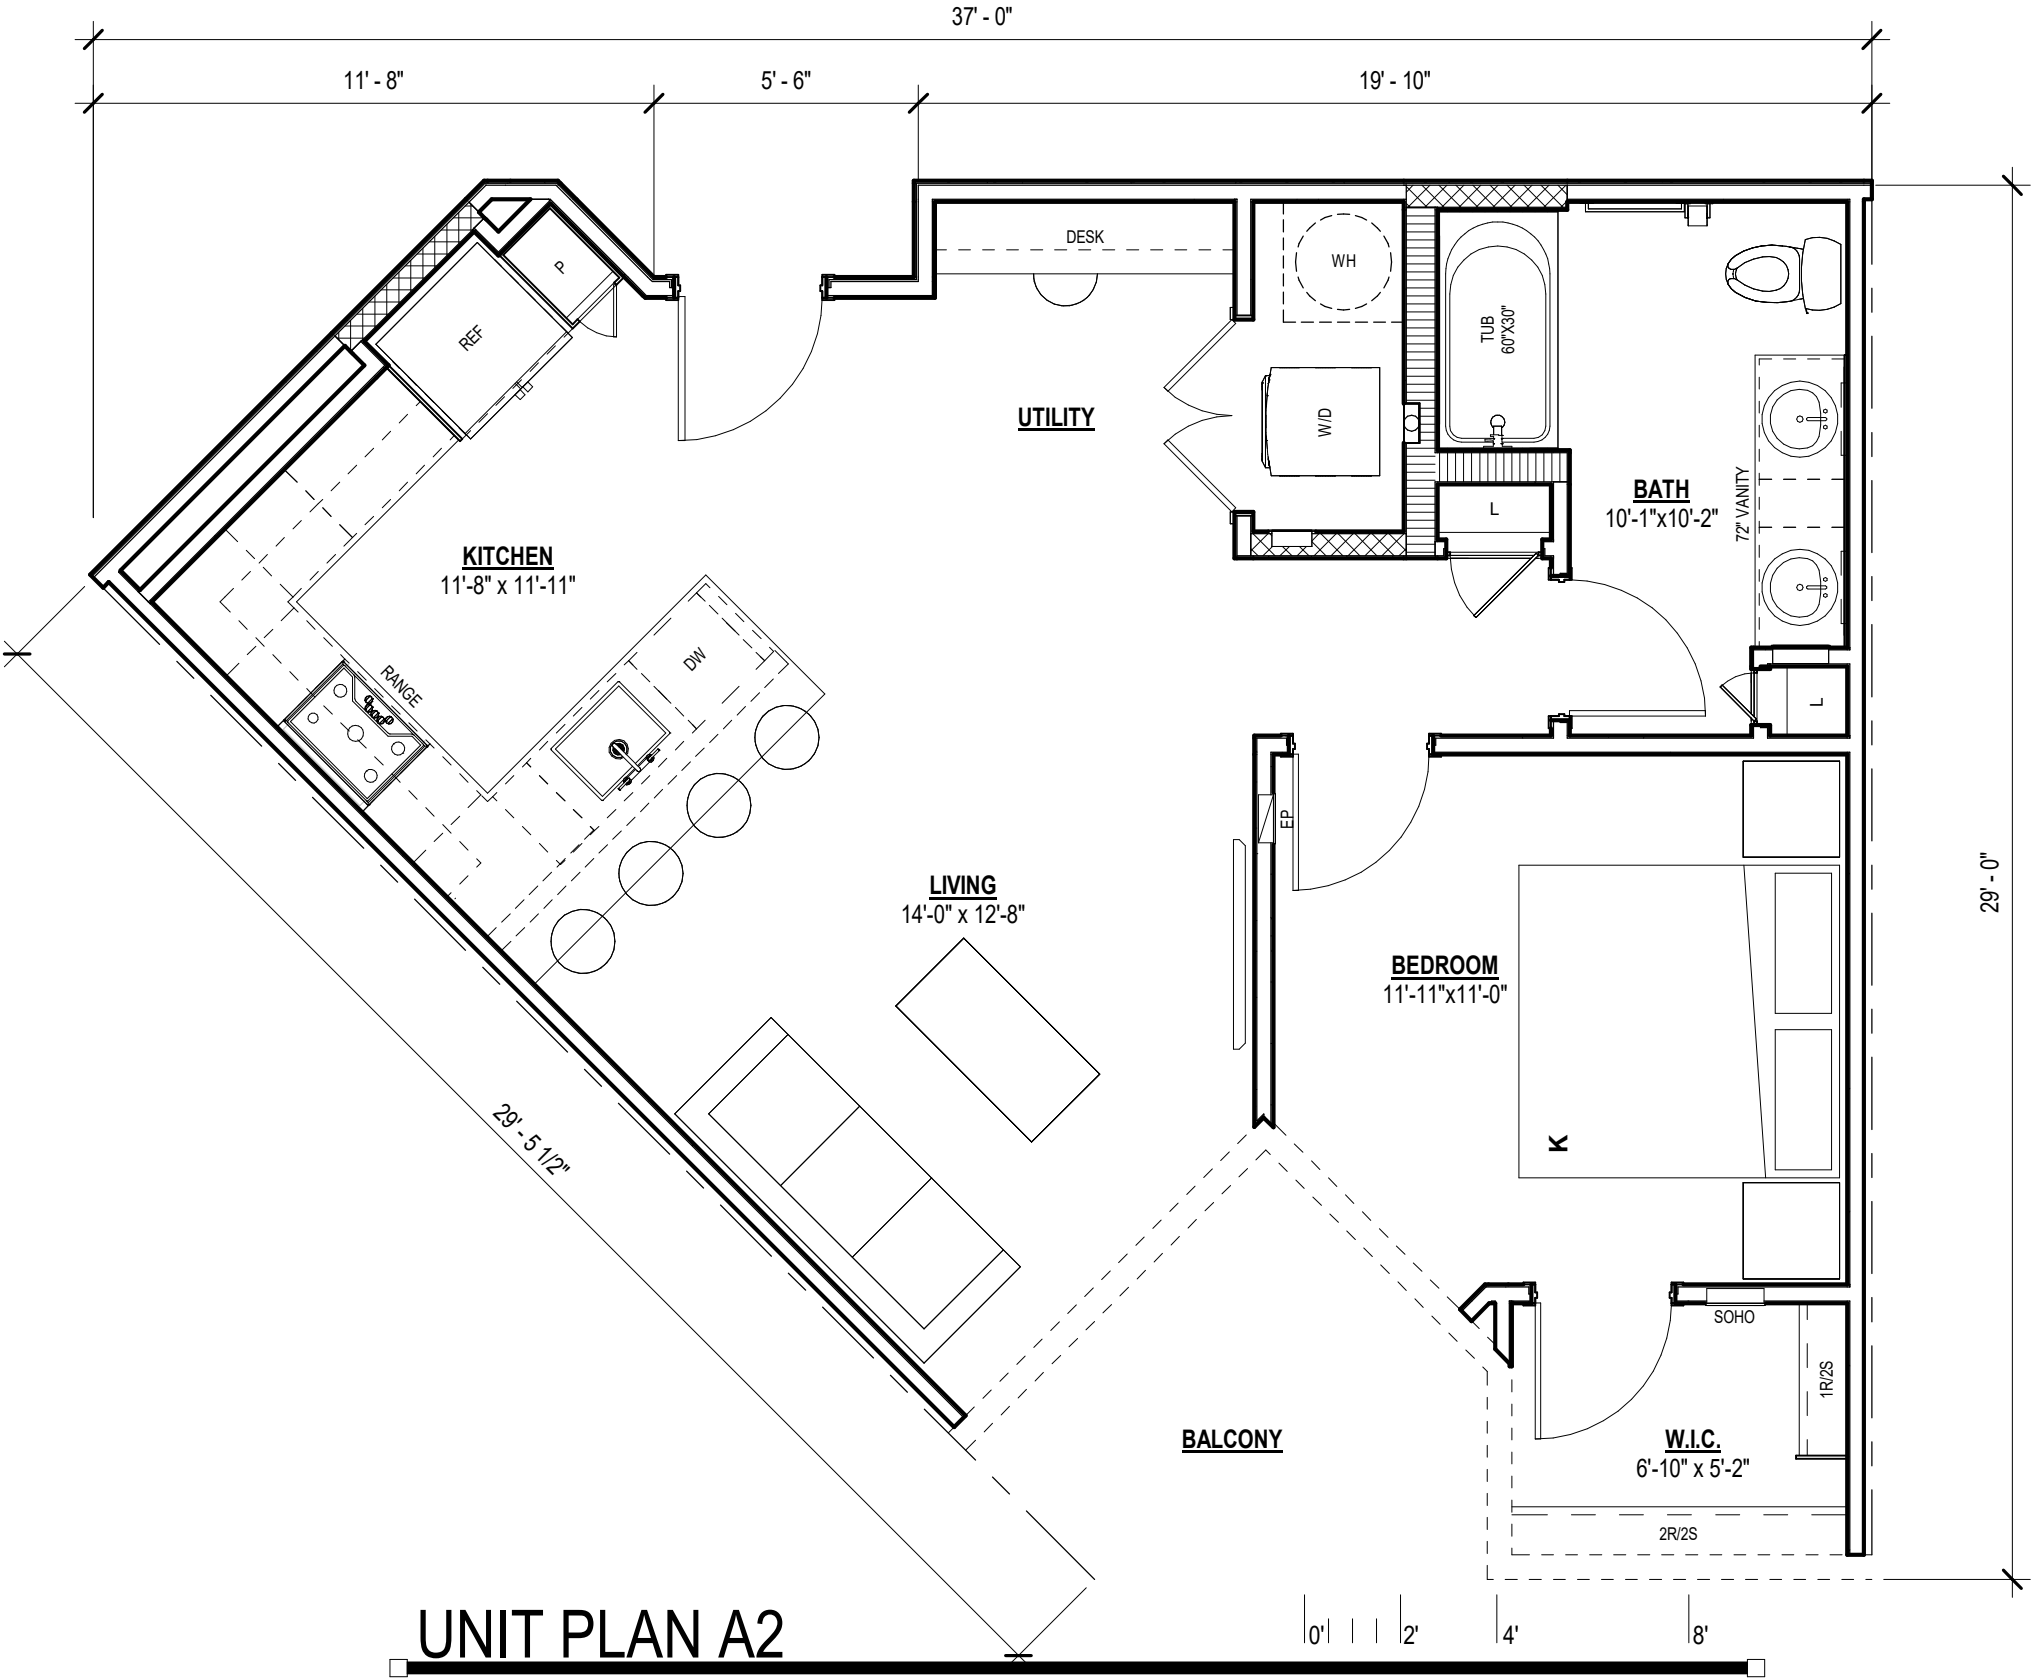 37' - 0"
11' - 8"
5' - 6"
19' - 10"
DESK
WH
P
REF
TUB
60"X30"
UTILITY
W/D
L
BATH
10'-1"x10'-2"
72" VANITY
KITCHEN
11'-8" x 11'-11"
RANGE
DW
L
EP
LIVING
14'-0" x 12'-8"
29' - 0"
BEDROOM
11'-11"x11'-0"
K
29' - 5 1/2"
SOHO
1R/2S
BALCONY
W.I.C.
6'-10" x 5'-2"
2R/2S
UNIT PLAN A2
0' 2' 4' 8'